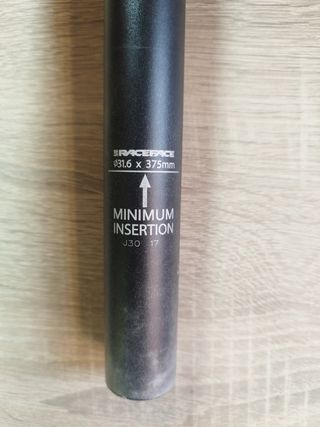 RACEFACE
Ø31.6 x 375mm
MINIMUM
INSERTION
J30 17